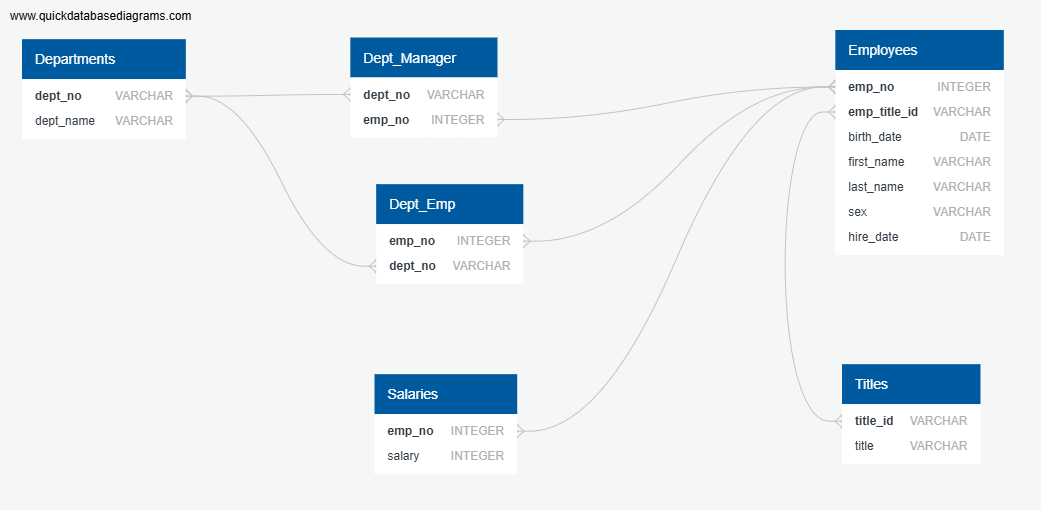 www.quickdatabasediagrams.com
Departments
dept_no VARCHAR
dept_name VARCHAR
Dept_Manager
dept_no VARCHAR
emp_no INTEGER
Dept_Emp
emp_no INTEGER
dept_no VARCHAR
Salaries
emp_no INTEGER
salary INTEGER
Employees
emp_no INTEGER
emp_title_id VARCHAR
birth_date DATE
first_name VARCHAR
last_name VARCHAR
sex VARCHAR
hire_date DATE
Titles
title_id VARCHAR
title VARCHAR